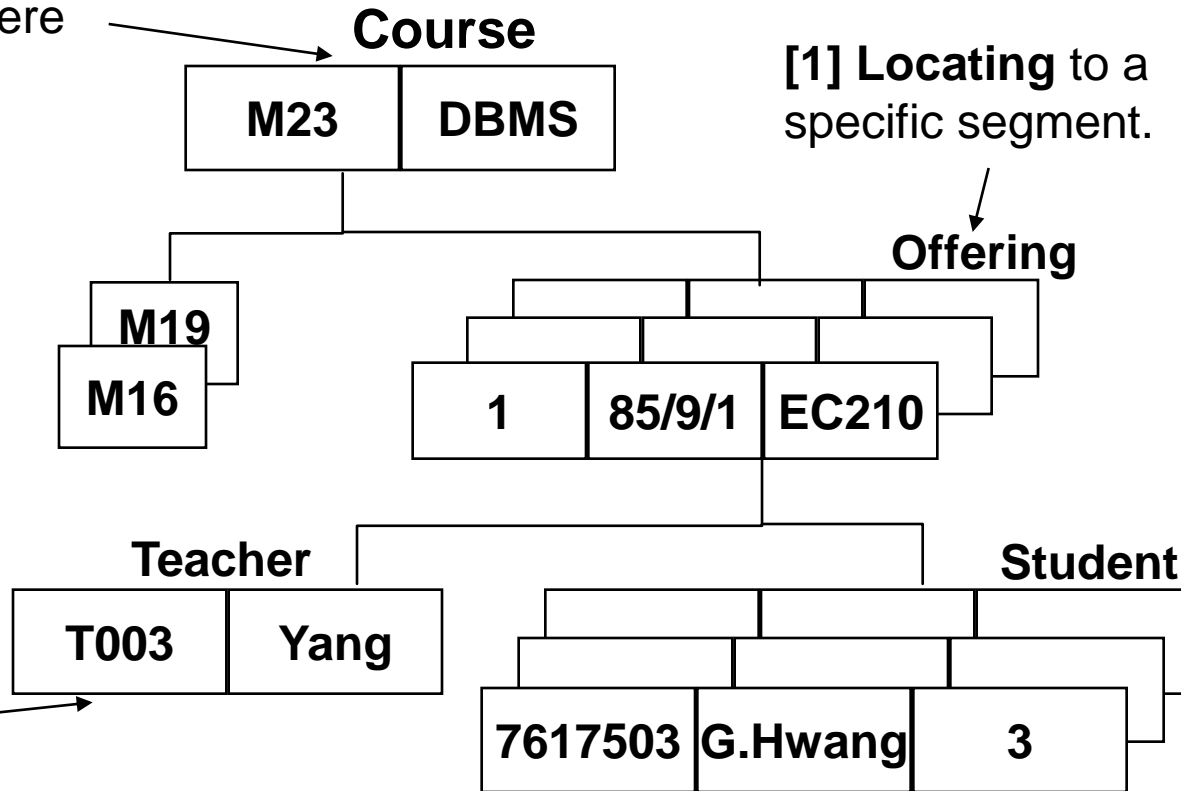 Course
[1] Locating to a
specific segment.
M23 DBMS
Offering
M19
M16
1 85/9/1 EC210
Teacher
Student
T003 Yang
7617503 G.Hwang 3